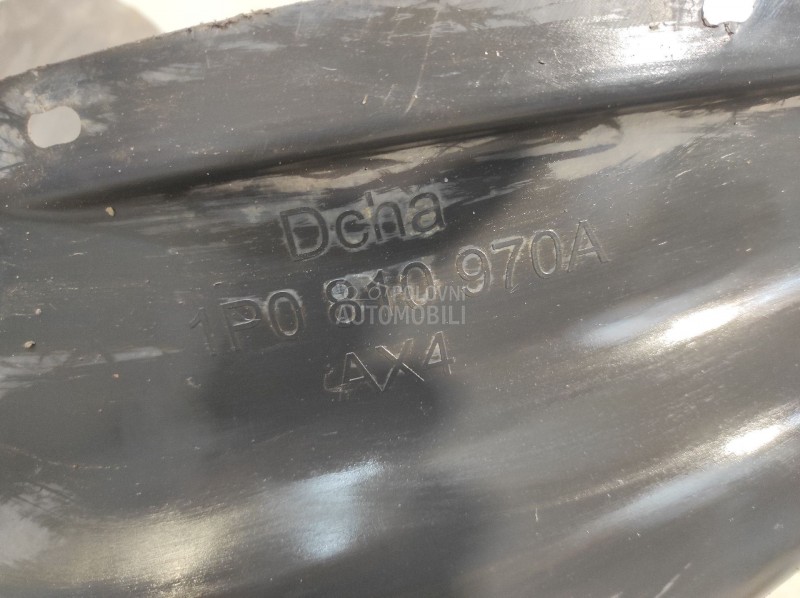 Dcha
1P0 810 970A
POLOVNI
AUTOMOBILI
AX4